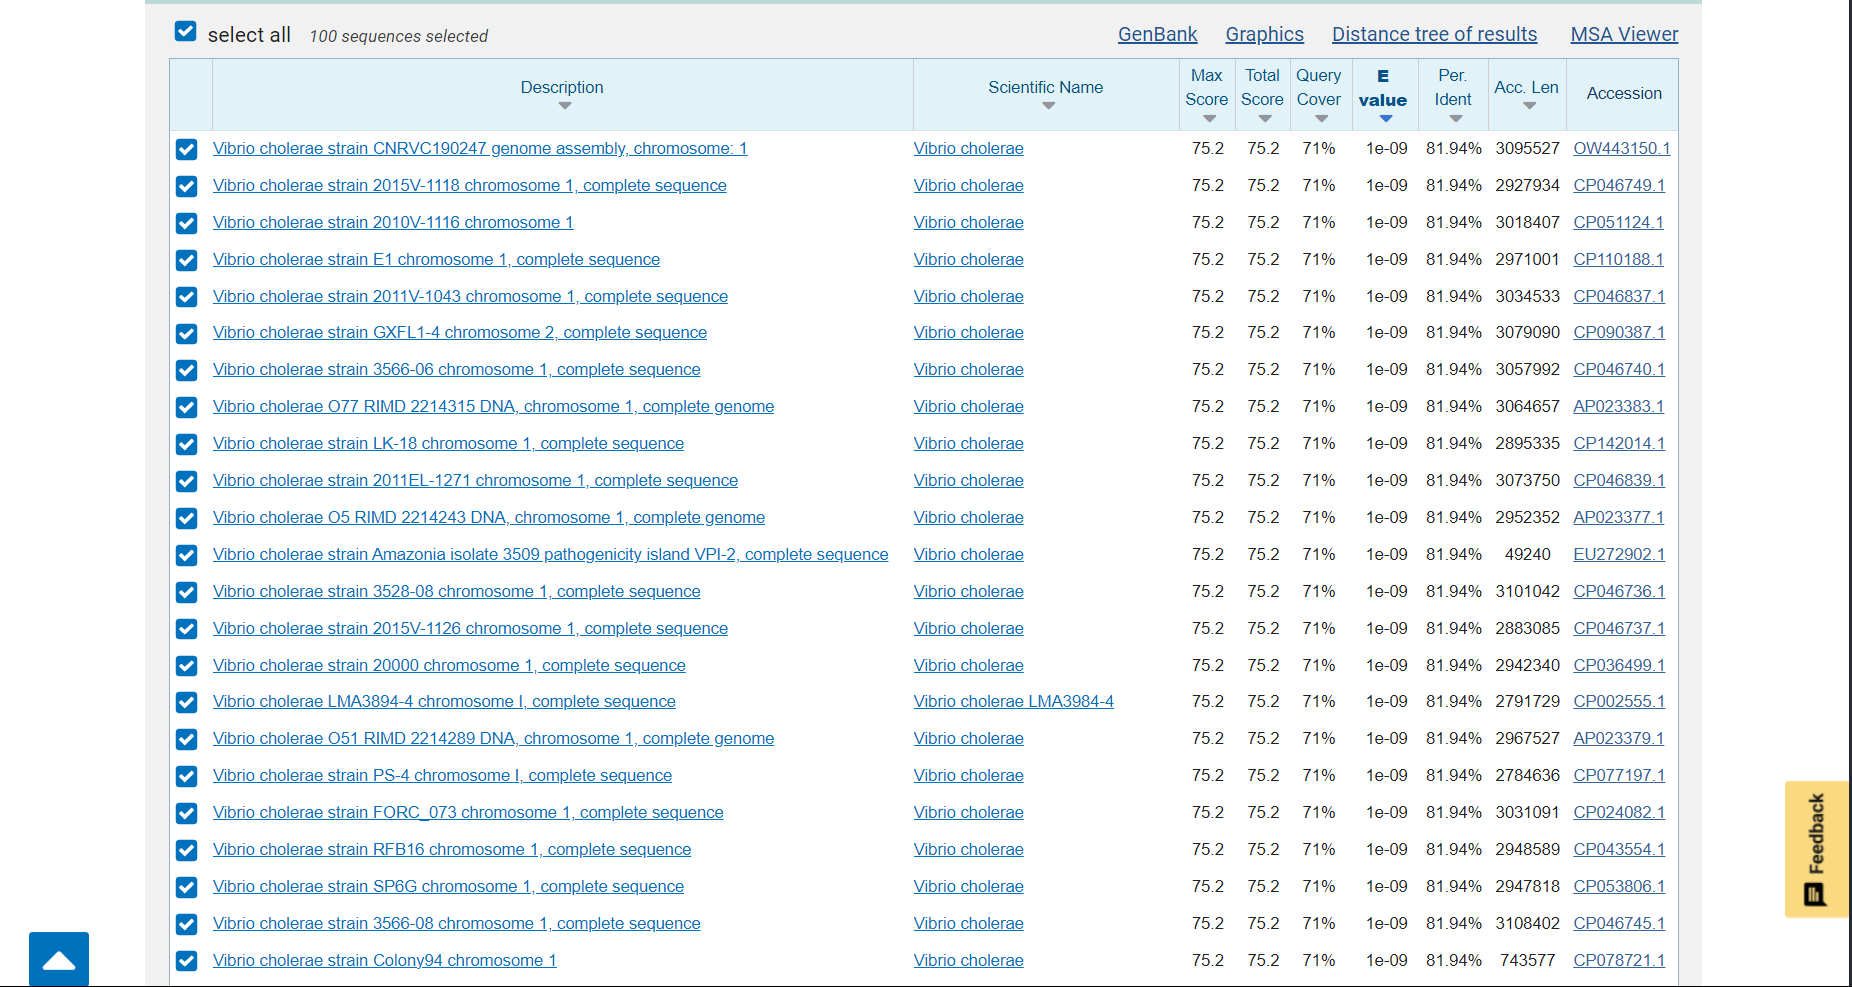 select all 100 sequences selected GenBank Graphics Distance tree of results MSA Viewer
Description Scientific Name Max Score Total Score Query Cover E value Per. Ident Acc. Len Accession
Vibrio cholerae strain CNRVC190247 genome assembly, chromosome: 1 Vibrio cholerae 75.2 75.2 71% 1e-09 81.94% 3095527 OW443150.1
Vibrio cholerae strain 2015V-1118 chromosome 1, complete sequence Vibrio cholerae 75.2 75.2 71% 1e-09 81.94% 2927934 CP046749.1
Vibrio cholerae strain 2010V-1116 chromosome 1 Vibrio cholerae 75.2 75.2 71% 1e-09 81.94% 3018407 CP051124.1
Vibrio cholerae strain E1 chromosome 1, complete sequence Vibrio cholerae 75.2 75.2 71% 1e-09 81.94% 2971001 CP110188.1
Vibrio cholerae strain 2011V-1043 chromosome 1, complete sequence Vibrio cholerae 75.2 75.2 71% 1e-09 81.94% 3034533 CP046837.1
Vibrio cholerae strain GXFL1-4 chromosome 2, complete sequence Vibrio cholerae 75.2 75.2 71% 1e-09 81.94% 3079090 CP090387.1
Vibrio cholerae strain 3566-06 chromosome 1, complete sequence Vibrio cholerae 75.2 75.2 71% 1e-09 81.94% 3057992 CP046740.1
Vibrio cholerae O77 RIMD 2214315 DNA, chromosome 1, complete genome Vibrio cholerae 75.2 75.2 71% 1e-09 81.94% 3064657 AP023383.1
Vibrio cholerae strain LK-18 chromosome 1, complete sequence Vibrio cholerae 75.2 75.2 71% 1e-09 81.94% 2895335 CP142014.1
Vibrio cholerae strain 2011EL-1271 chromosome 1, complete sequence Vibrio cholerae 75.2 75.2 71% 1e-09 81.94% 3073750 CP046839.1
Vibrio cholerae O5 RIMD 2214243 DNA, chromosome 1, complete genome Vibrio cholerae 75.2 75.2 71% 1e-09 81.94% 2952352 AP023377.1
Vibrio cholerae strain Amazonia isolate 3509 pathogenicity island VPI-2, complete sequence Vibrio cholerae 75.2 75.2 71% 1e-09 81.94% 49240 EU272902.1
Vibrio cholerae strain 3528-08 chromosome 1, complete sequence Vibrio cholerae 75.2 75.2 71% 1e-09 81.94% 3101042 CP046736.1
Vibrio cholerae strain 2015V-1126 chromosome 1, complete sequence Vibrio cholerae 75.2 75.2 71% 1e-09 81.94% 2883085 CP046737.1
Vibrio cholerae strain 20000 chromosome 1, complete sequence Vibrio cholerae 75.2 75.2 71% 1e-09 81.94% 2942340 CP036499.1
Vibrio cholerae LMA3894-4 chromosome I, complete sequence Vibrio cholerae LMA3984-4 75.2 75.2 71% 1e-09 81.94% 2791729 CP002555.1
Vibrio cholerae O51 RIMD 2214289 DNA, chromosome 1, complete genome Vibrio cholerae 75.2 75.2 71% 1e-09 81.94% 2967527 AP023379.1
Vibrio cholerae strain PS-4 chromosome I, complete sequence Vibrio cholerae 75.2 75.2 71% 1e-09 81.94% 2784636 CP077197.1
Vibrio cholerae strain FORC_073 chromosome 1, complete sequence Vibrio cholerae 75.2 75.2 71% 1e-09 81.94% 3031091 CP024082.1
Vibrio cholerae strain RFB16 chromosome 1, complete sequence Vibrio cholerae 75.2 75.2 71% 1e-09 81.94% 2948589 CP043554.1
Vibrio cholerae strain SP6G chromosome 1, complete sequence Vibrio cholerae 75.2 75.2 71% 1e-09 81.94% 2947818 CP053806.1
Vibrio cholerae strain 3566-08 chromosome 1, complete sequence Vibrio cholerae 75.2 75.2 71% 1e-09 81.94% 3108402 CP046745.1
Vibrio cholerae strain Colony94 chromosome 1 Vibrio cholerae 75.2 75.2 71% 1e-09 81.94% 743577 CP078721.1
Feedback